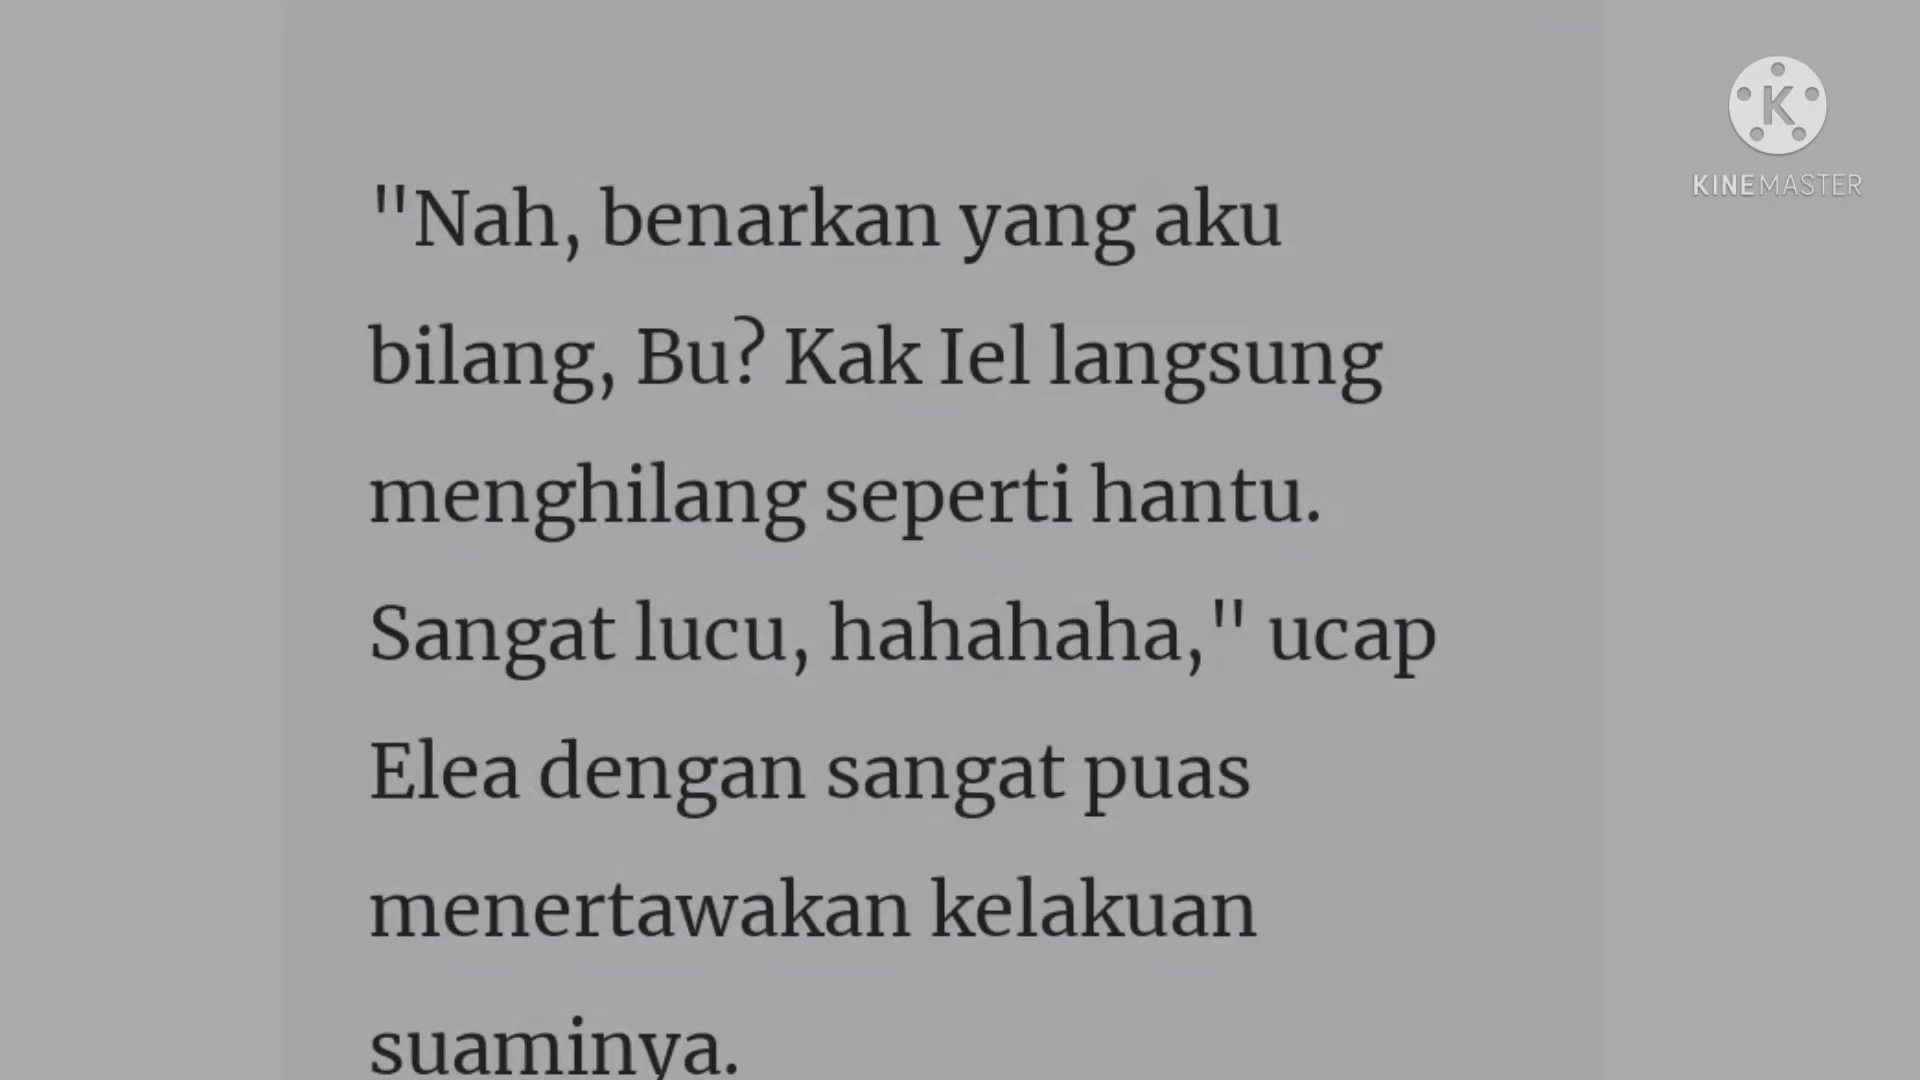 "Nah, benarkan yang aku
bilang, Bu? Kak Iel langsung
menghilang seperti hantu.
Sangat lucu, hahahaha," ucap
Elea dengan sangat puas
menertawakan kelakuan
suaminya.
K
KINEMASTER